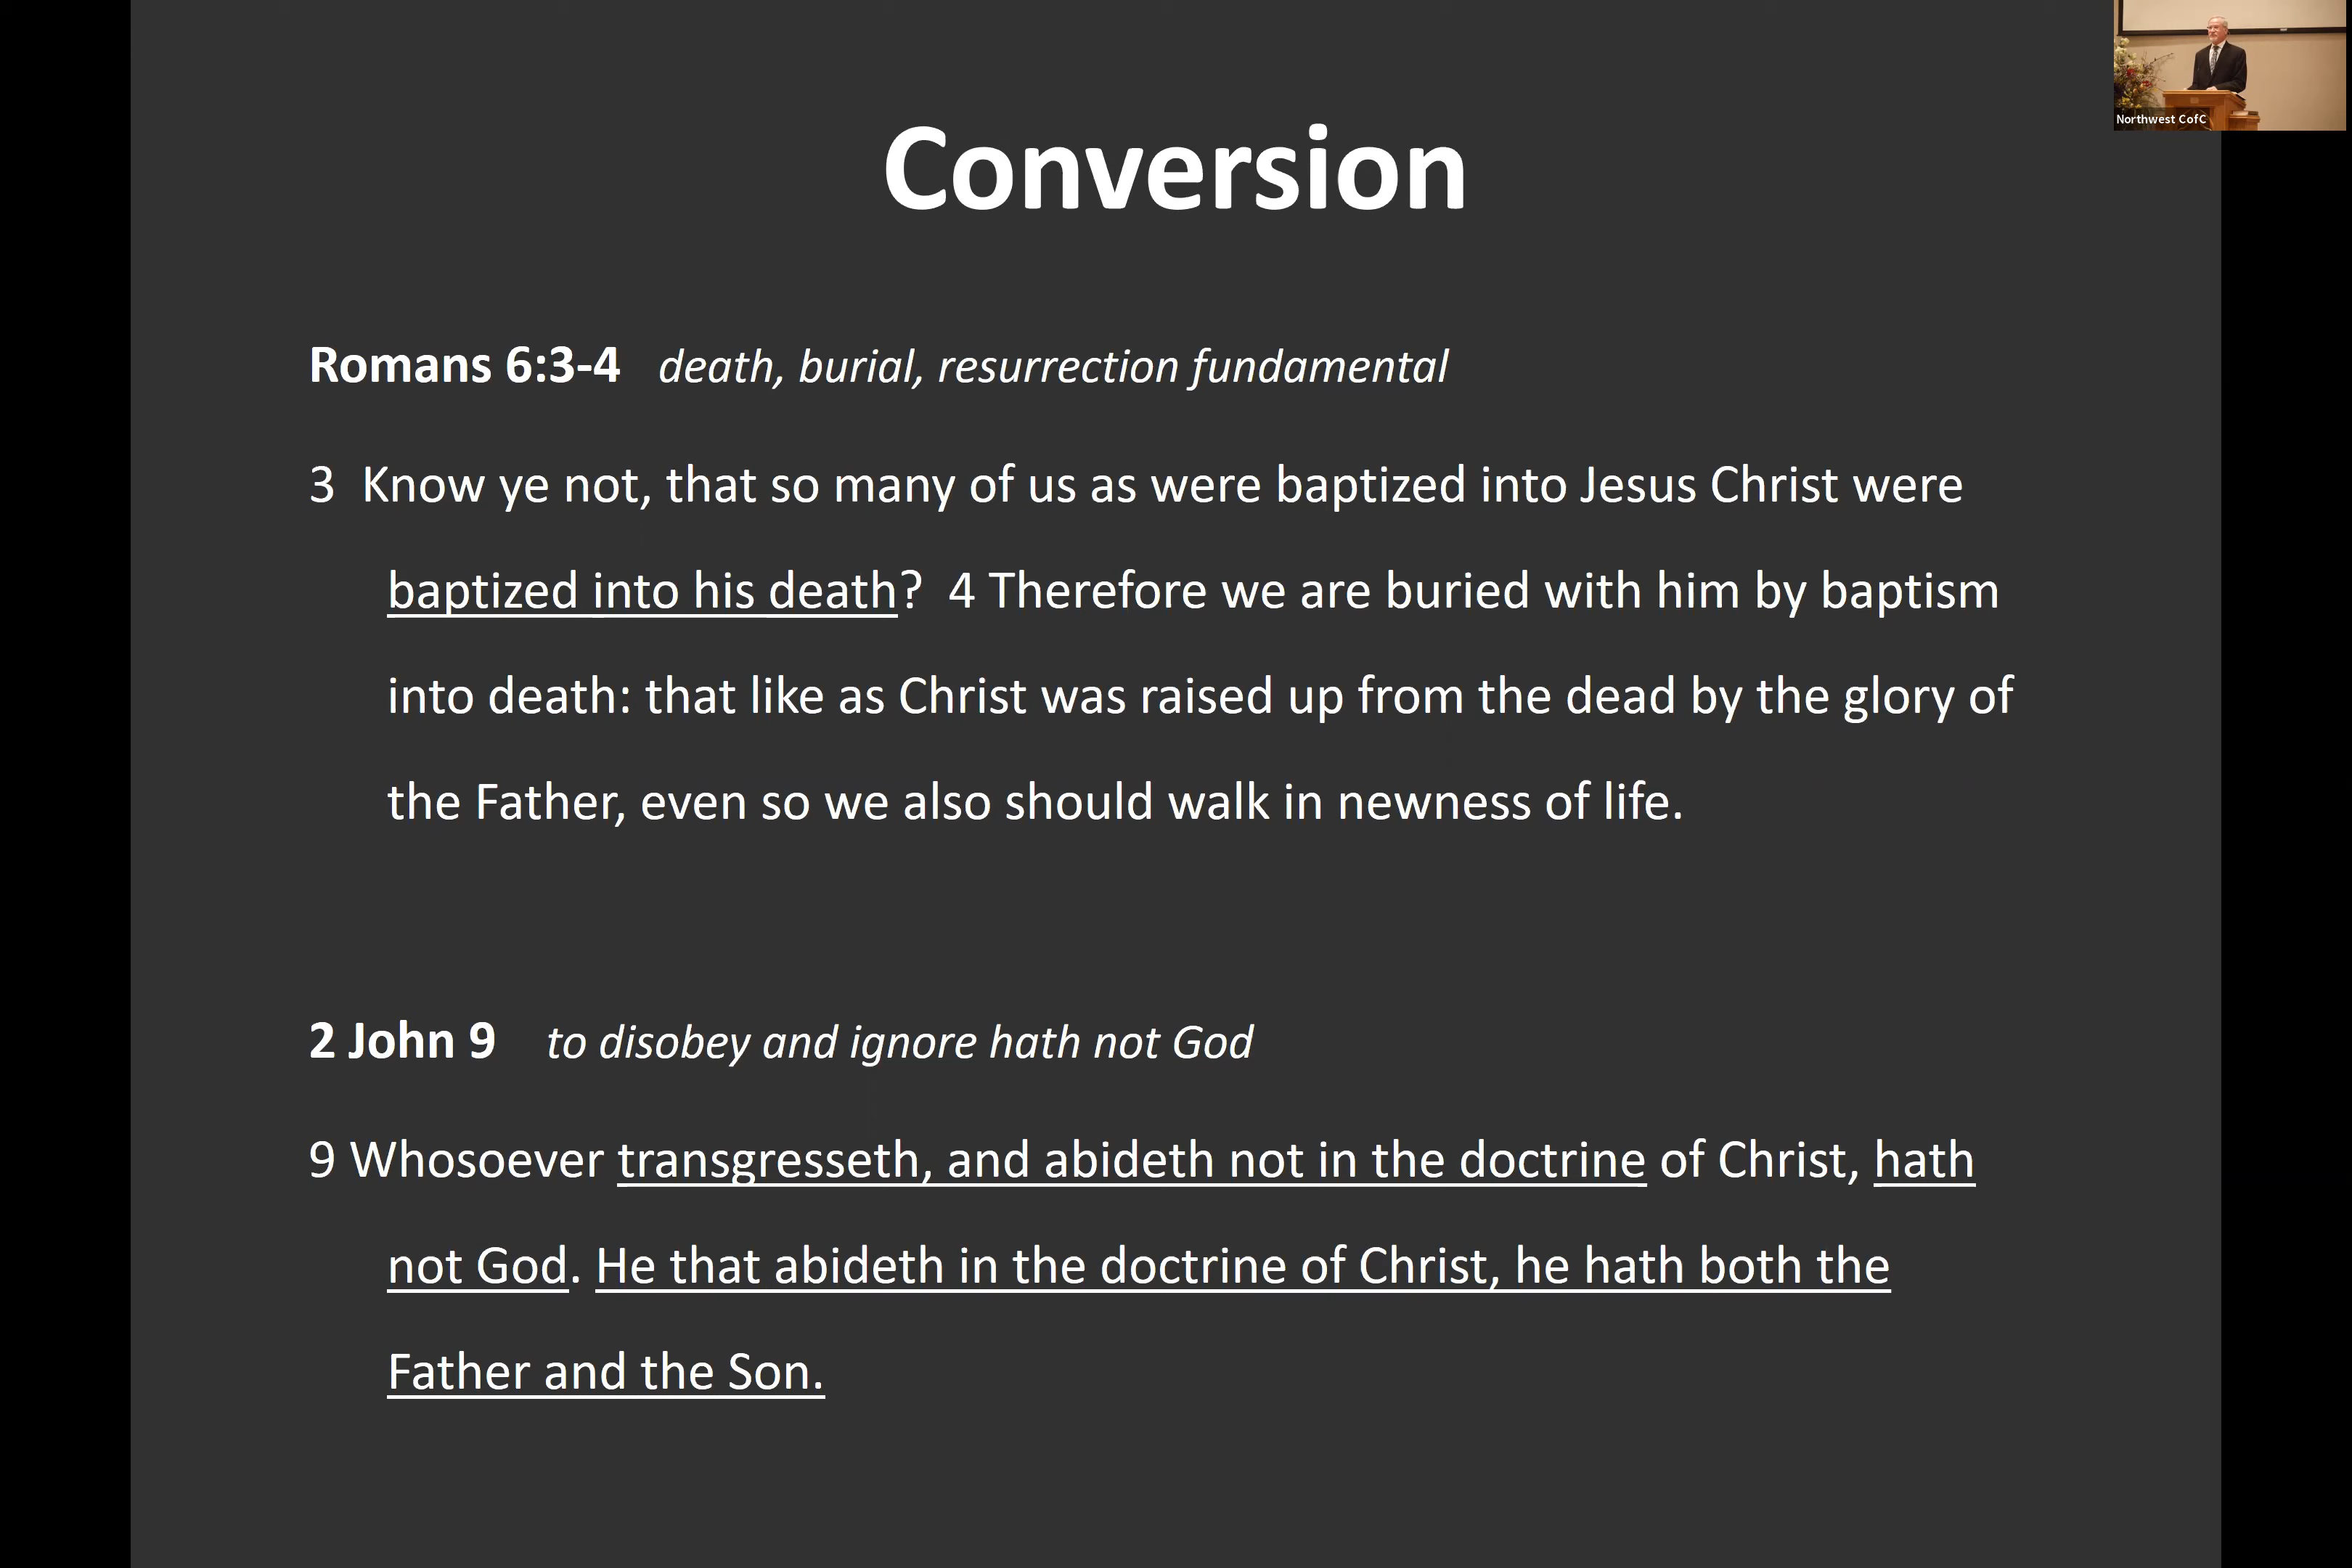 Northwest CofC
Conversion
Romans 6:3-4 death, burial, resurrection fundamental
3 Know ye not, that so many of us as were baptized into Jesus Christ were
baptized into his death? 4 Therefore we are buried with him by baptism
into death: that like as Christ was raised up from the dead by the glory of
the Father, even so we also should walk in newness of life.
2 John 9 to disobey and ignore hath not God
9 Whosoever transgresseth, and abideth not in the doctrine of Christ, hath
not God. He that abideth in the doctrine of Christ, he hath both the
Father and the Son.